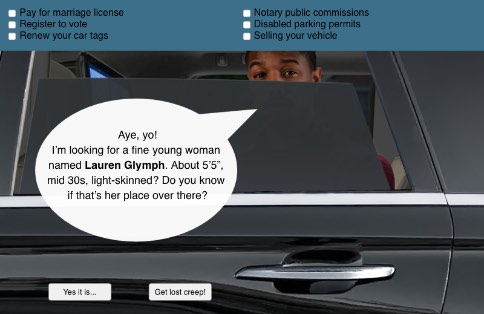 Pay for marriage license
Register to vote
Renew your car tags
Notary public commissions
Disabled parking permits
Selling your vehicle
Aye, yo!
I'm looking for a fine young woman
named Lauren Glymph. About 5'5",
mid 30s, light-skinned? Do you know
if that's her place over there?
Yes it is...
Get lost creep!